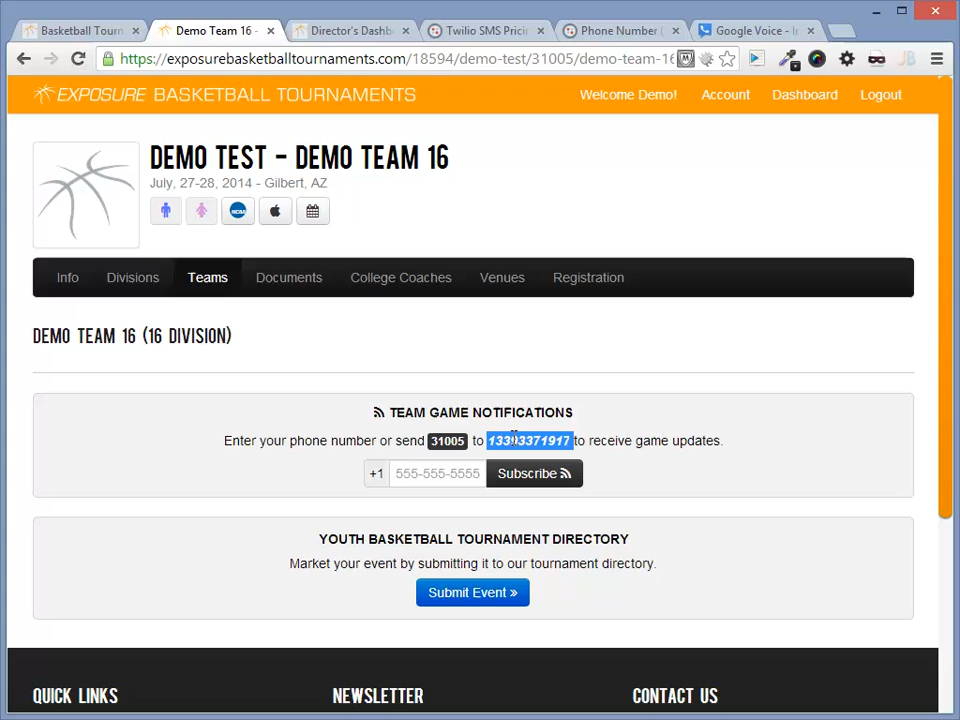 Basketball Tourn
Demo Team 16 -
Director's Dashb
Twilio SMS Pricin
Phone Number (
Google Voice - I
https://exposurebasketballtournaments.com/18594/demo-test/31005/demo-team-16
EXPOSURE BASKETBALL TOURNAMENTS
Welcome Demo! Account Dashboard Logout
DEMO TEST - DEMO TEAM 16
July, 27-28, 2014 - Gilbert, AZ
NCAA
Info Divisions Teams Documents College Coaches Venues Registration
DEMO TEAM 16 (16 DIVISION)
TEAM GAME NOTIFICATIONS
Enter your phone number or send 31005 to to receive game updates.
+1 555-555-5555 Subscribe
YOUTH BASKETBALL TOURNAMENT DIRECTORY
Market your event by submitting it to our tournament directory.
Submit Event »
QUICK LINKS
NEWSLETTER
CONTACT US